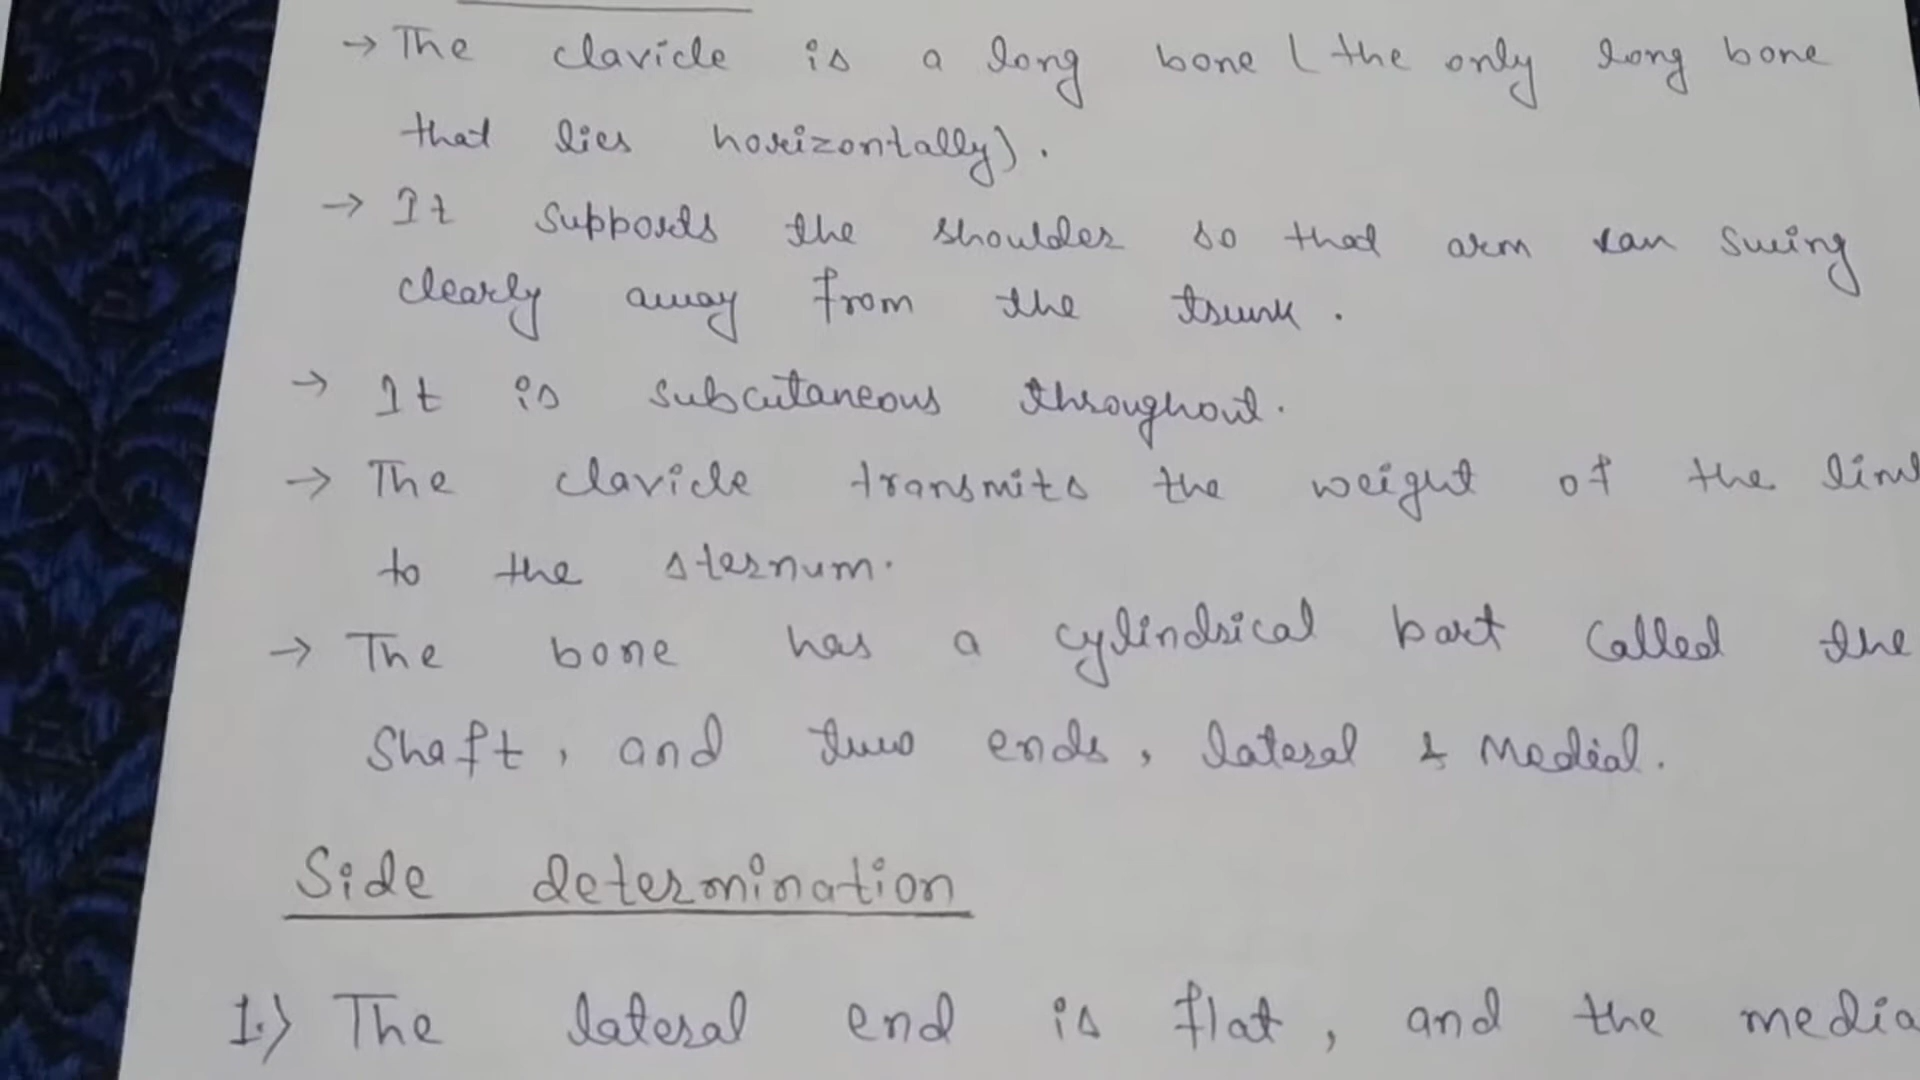 → The clavicle is a long bone ( the only long bone
that lies horizontally).
→ It supports the shoulder so that arm can swing
clearly away from the trunk.
→ It is subcutaneous throughout.
→ The clavicle transmits the weight of the
to the sternum.
→ The bone has a cylindrical part called the
Shaft, and two ends, lateral & Medial.
Side determination
1.) The lateral end is flat, and the media